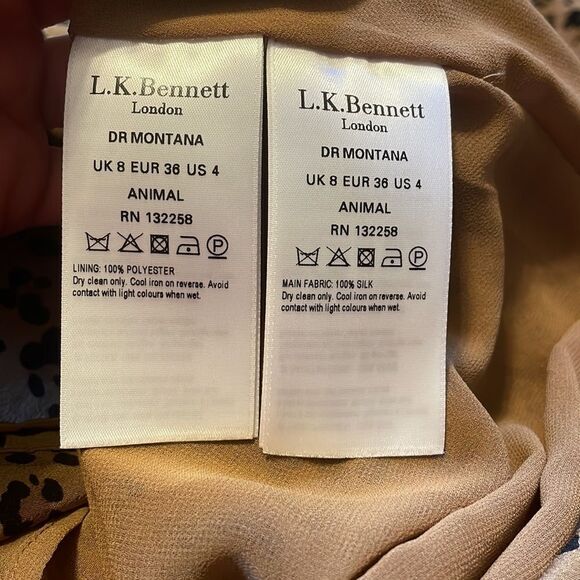 L.K.Bennett
London
DR MONTANA
UK 8 EUR 36 US 4
ANIMAL
RN 132258
P
LINING: 100% POLYESTER
Dry clean only. Cool iron on reverse. Avoid
contact with light colours when wet.
L.K.Bennett
London
DR MONTANA
UK 8 EUR 36 US 4
ANIMAL
RN 132258
P
MAIN FABRIC: 100% SILK
Dry clean only. Cool iron on reverse. Avoid
contact with light colours when wet.